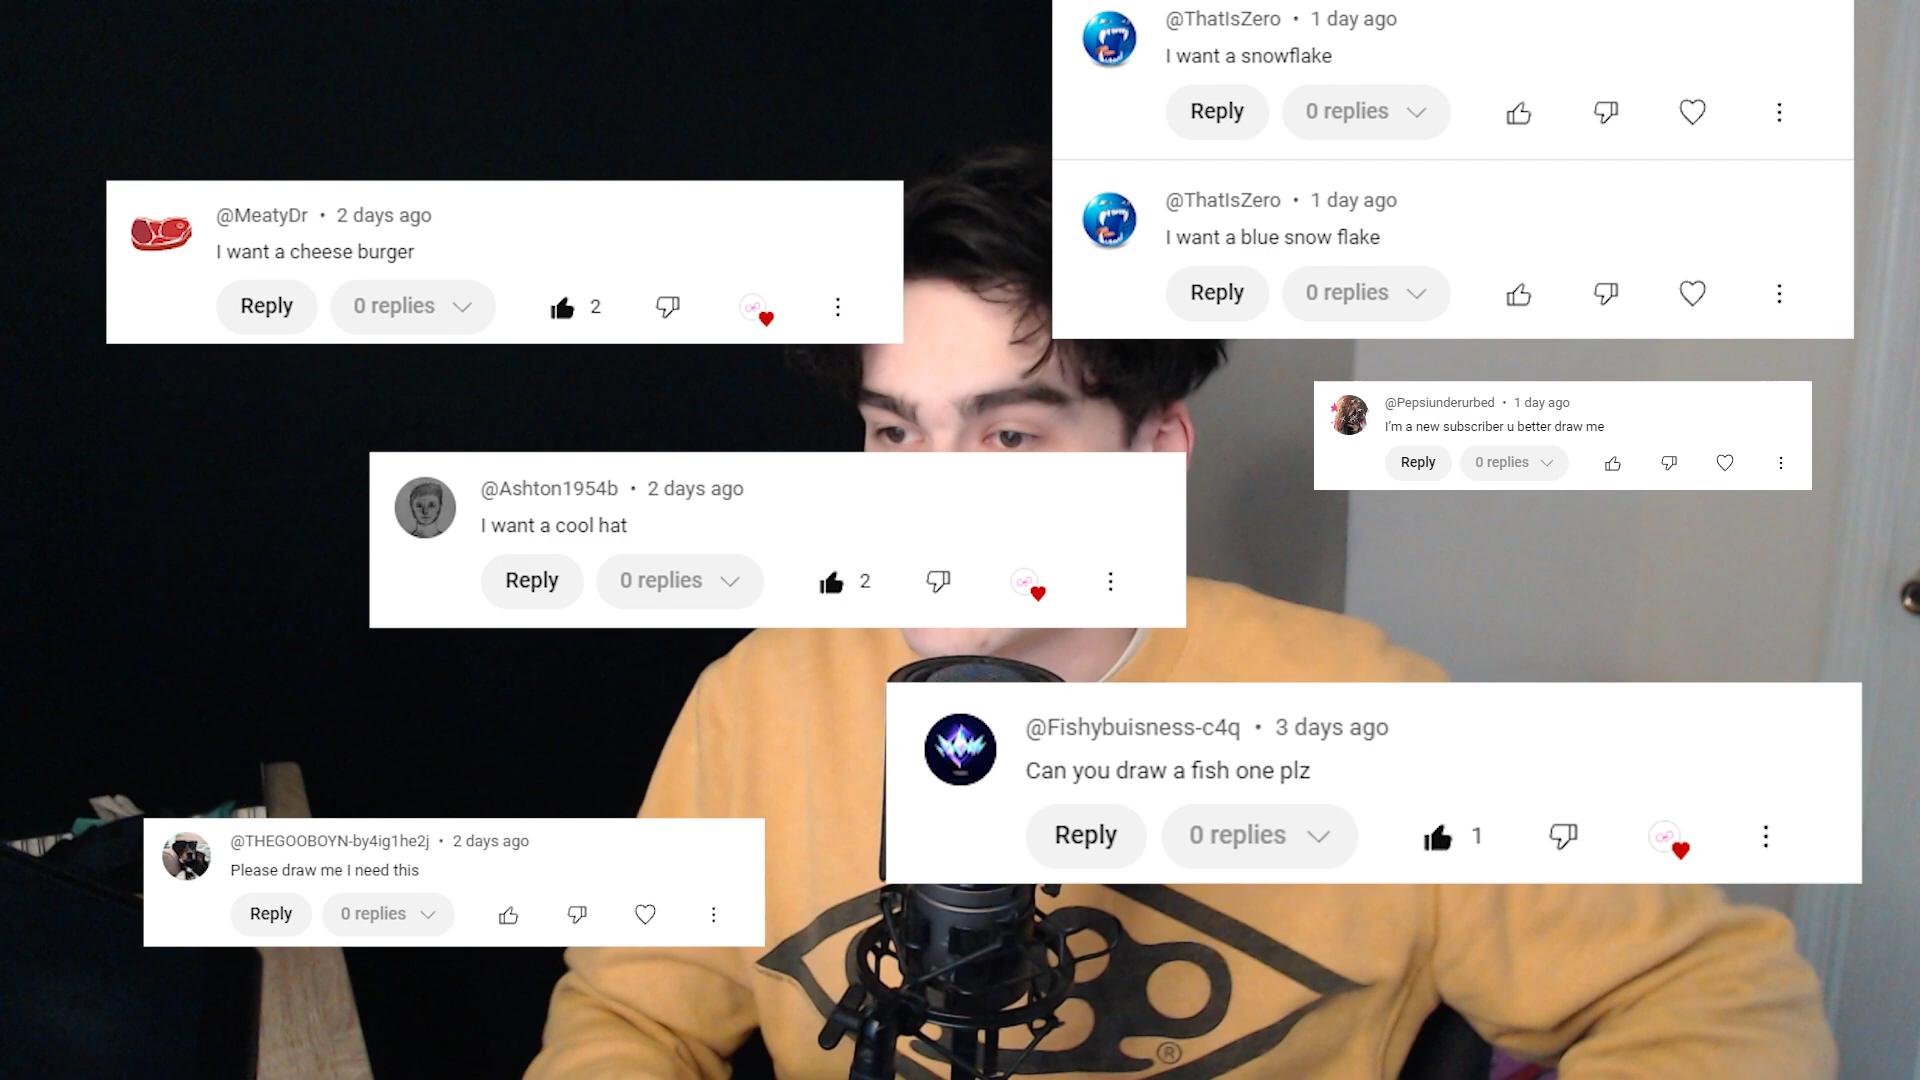 @ThatIsZero • 1 day ago
I want a snowflake
Reply 0 replies
@ThatIsZero • 1 day ago
I want a blue snow flake
Reply 0 replies
@MeatyDr • 2 days ago
I want a cheese burger
Reply 0 replies 2
@Pepsiunderurbed • 1 day ago
I'm a new subscriber u better draw me
Reply 0 replies
@Ashton1954b • 2 days ago
I want a cool hat
Reply 0 replies 2
@Fishybuisness-c4q • 3 days ago
Can you draw a fish one plz
Reply 0 replies 1
@THEGOOBOYN-by4ig1he2j • 2 days ago
Please draw me I need this
Reply 0 replies
®